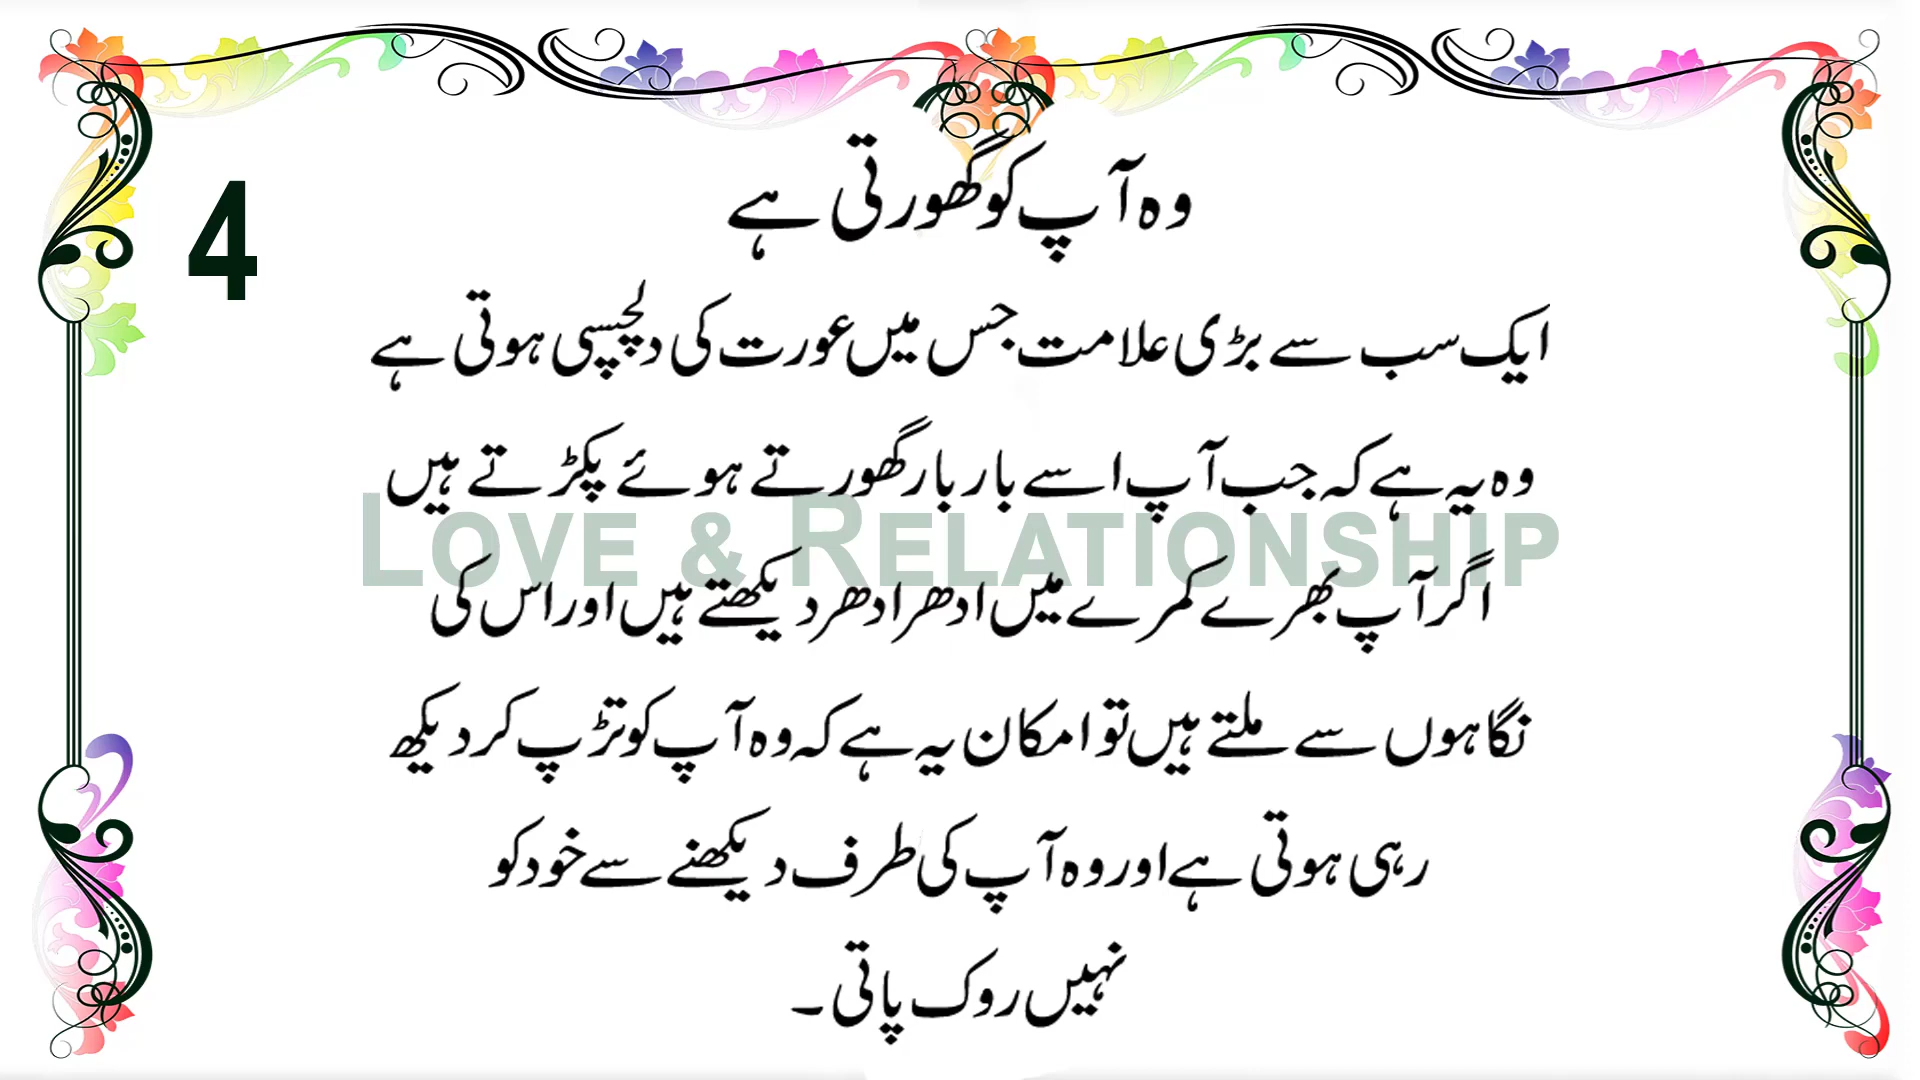 4
وہ آپ کو گھورتی ہے
ایک سب سے بڑی علامت جس میں عورت کی دلچسپی ہوتی ہے
وہ یہ ہے کہ جب آپ اسے بار بار گھورتے ہوئے پکڑتے ہیں
LOVE & RELATIONSHIP
اگر آپ بھرے کمرے میں ادھر ادھر دیکھتے ہیں اور اس کی
نگاہوں سے ملتے ہیں تو امکان یہ ہے کہ وہ آپ کو تڑپ کر دیکھ
رہی ہوتی ہے اور وہ آپ کی طرف دیکھنے سے خود کو
نہیں روک پاتی۔